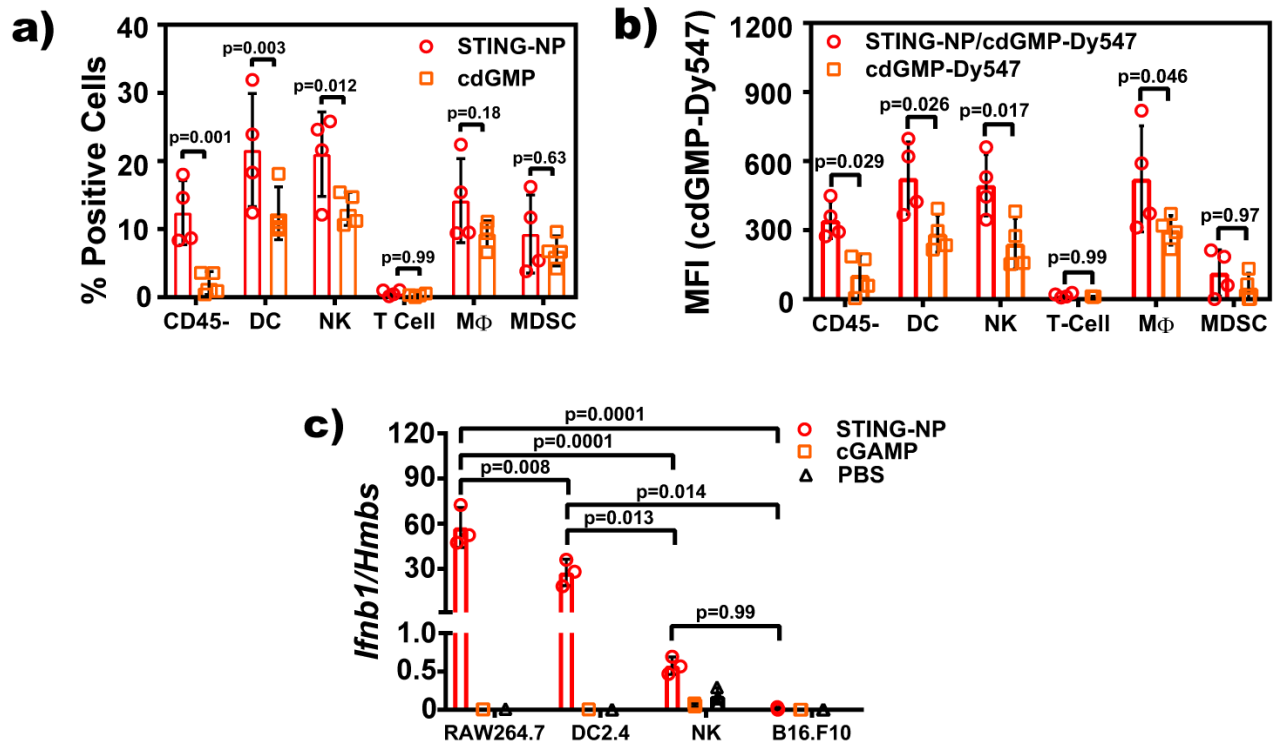 a)
% Positive Cells
40
30
20
10
0
STING-NP
cdGMP
p=0.001
p=0.003
p=0.012
p=0.99
p=0.18
p=0.63
CD45-
DC
NK
T Cell
MΦ
MDSC
b)
MFI (cdGMP-Dy547)
1200
900
600
300
0
STING-NP/cdGMP-Dy547
cdGMP-Dy547
p=0.029
p=0.026
p=0.017
p=0.99
p=0.046
p=0.97
CD45-
DC
NK
T-Cell
MΦ
MDSC
c)
Ifnb1/Hmbs
120
90
60
30
1.0
0.5
0
STING-NP
cGAMP
PBS
p=0.0001
p=0.0001
p=0.008
p=0.014
p=0.013
p=0.99
RAW264.7
DC2.4
NK
B16.F10